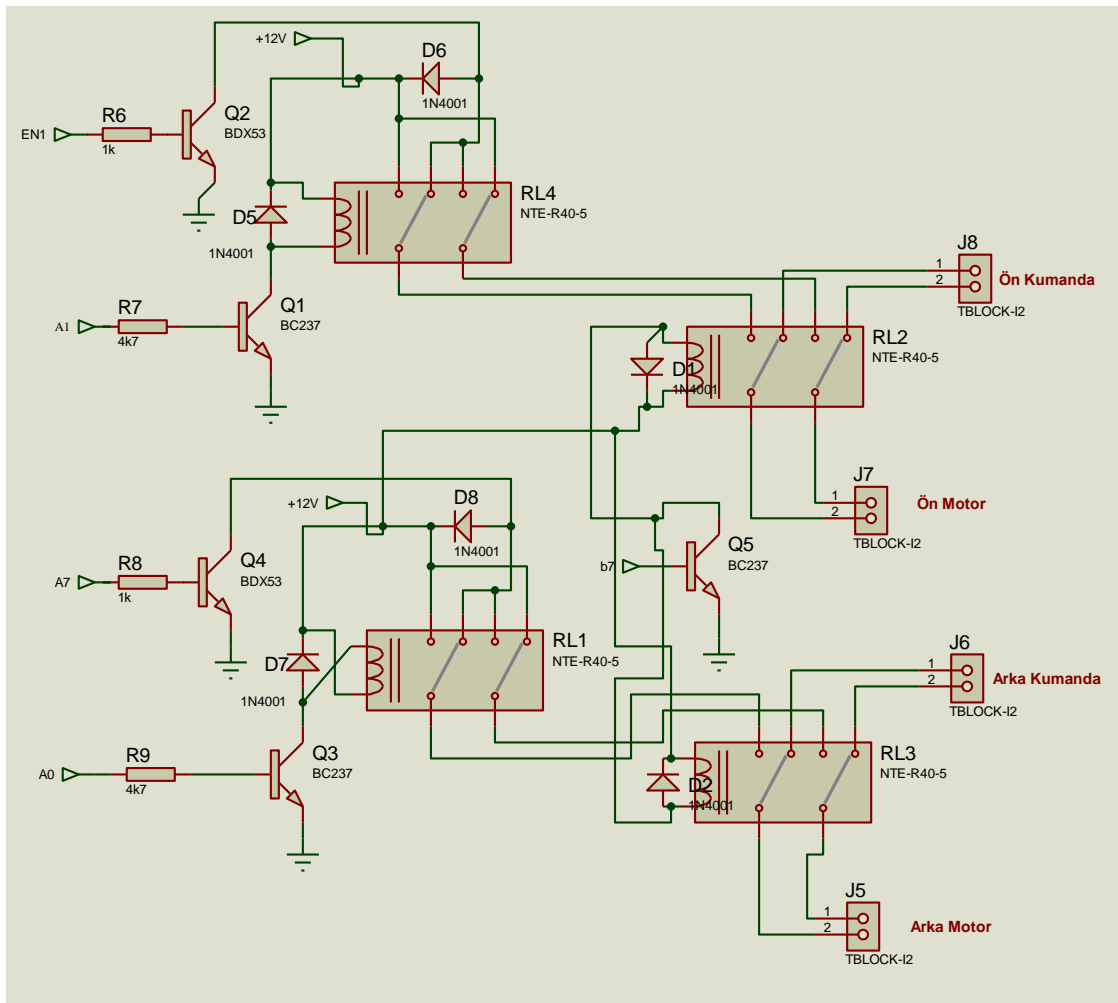 +12V
D6
1N4001
R6
EN1
1k
Q2
BDX53
RL4
NTE-R40-5
D5
1N4001
J8
1
2
Ön Kumanda
TBLOCK-I2
R7
A1
4k7
Q1
BC237
RL2
NTE-R40-5
D1
1N4001
J7
1
2
Ön Motor
TBLOCK-I2
+12V
D8
1N4001
R8
A7
1k
Q4
BDX53
Q5
BC237
b7
RL1
NTE-R40-5
D7
1N4001
J6
1
2
Arka Kumanda
TBLOCK-I2
R9
A0
4k7
Q3
BC237
RL3
NTE-R40-5
D2
1N4001
J5
1
2
Arka Motor
TBLOCK-I2